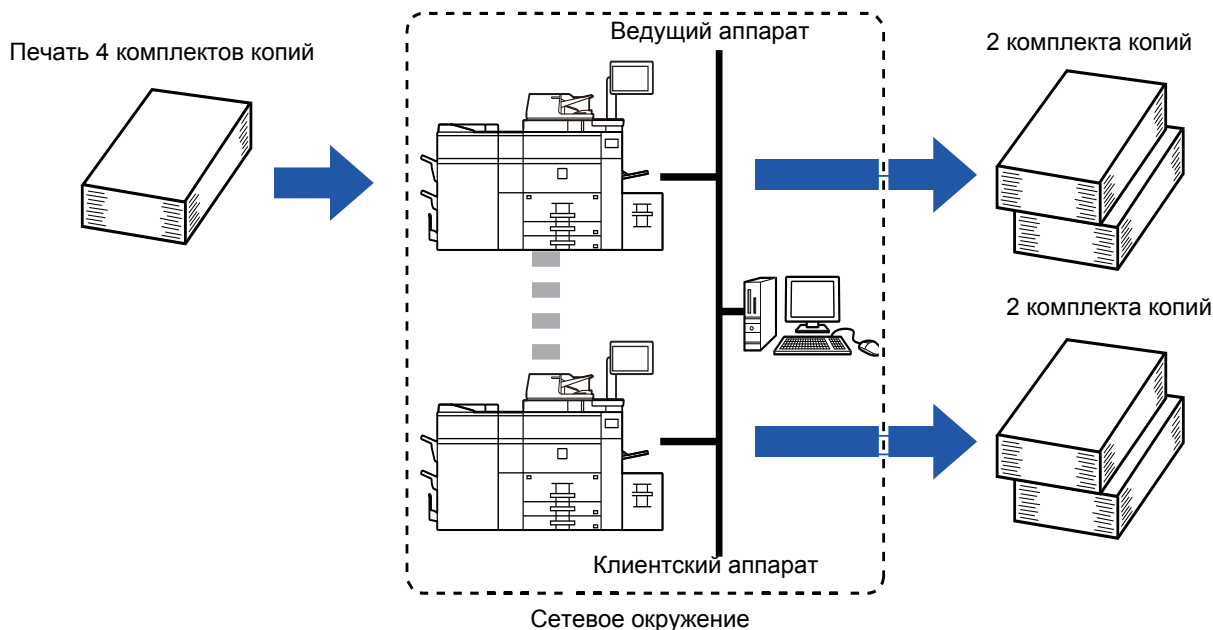 Печать 4 комплектов копий
Ведущий аппарат
2 комплекта копий
2 комплекта копий
Клиентский аппарат
Сетевое окружение